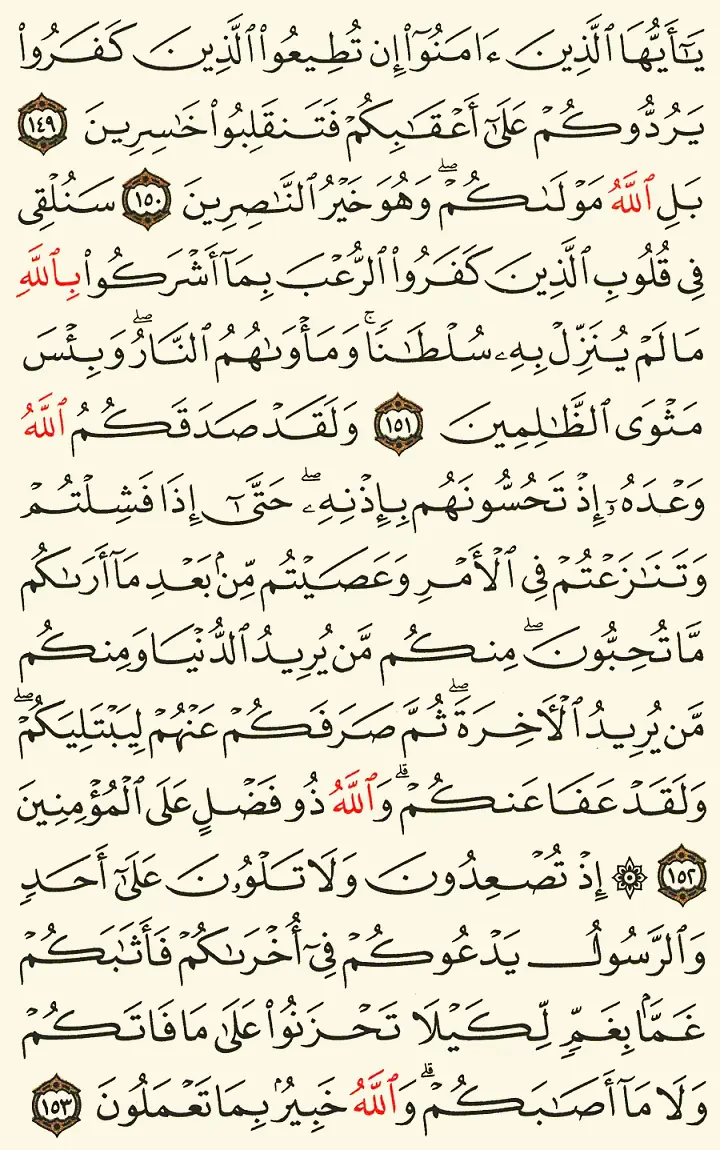 يَـٰٓأَيُّهَا ٱلَّذِينَ ءَامَنُوٓا۟ إِن تُطِيعُوا۟ ٱلَّذِينَ كَفَرُوا۟
يَرُدُّوكُمْ عَلَىٰٓ أَعْقَـٰبِكُمْ فَتَنقَلِبُوا۟ خَـٰسِرِينَ ١٤٩
بَلِ ٱللَّهُ مَوْلَىٰكُمْ ۖ وَهُوَ خَيْرُ ٱلنَّـٰصِرِينَ ١٥٠ سَنُلْقِى
فِى قُلُوبِ ٱلَّذِينَ كَفَرُوا۟ ٱلرُّعْبَ بِمَآ أَشْرَكُوا۟ بِٱللَّهِ
مَا لَمْ يُنَزِّلْ بِهِۦ سُلْطَـٰنًا ۚ وَمَأْوَىٰهُمُ ٱلنَّارُ ۖ وَبِئْسَ
مَثْوَى ٱلظَّـٰلِمِينَ ١٥١ وَلَقَدْ صَدَقَكُمُ ٱللَّهُ
وَعْدَهُۥٓ إِذْ تَحُسُّونَهُم بِإِذْنِهِۦ ۖ حَتَّىٰٓ إِذَا فَشِلْتُمْ
وَتَنَـٰزَعْتُمْ فِى ٱلْأَمْرِ وَعَصَيْتُم مِّنۢ بَعْدِ مَآ أَرَىٰكُم
مَّا تُحِبُّونَ ۖ مِنكُم مَّن يُرِيدُ ٱلدُّنْيَا وَمِنكُم
مَّن يُرِيدُ ٱلْـَٔاخِرَةَ ۖ ثُمَّ صَرَفَكُمْ عَنْهُمْ لِيَبْتَلِيَكُمْ ۖ
وَلَقَدْ عَفَا عَنكُمْ ۗ وَٱللَّهُ ذُو فَضْلٍ عَلَى ٱلْمُؤْمِنِينَ
١٥٢ ۞ إِذْ تُصْعِدُونَ وَلَا تَلْوُۥنَ عَلَىٰٓ أَحَدٍ
وَٱلرَّسُولُ يَدْعُوكُمْ فِىٓ أُخْرَىٰكُمْ فَأَثَـٰبَكُمْ
غَمًّۢا بِغَمٍّ لِّكَيْلَا تَحْزَنُوا۟ عَلَىٰ مَا فَاتَكُمْ
وَلَا مَآ أَصَـٰبَكُمْ ۗ وَٱللَّهُ خَبِيرٌۢ بِمَا تَعْمَلُونَ ١٥٣